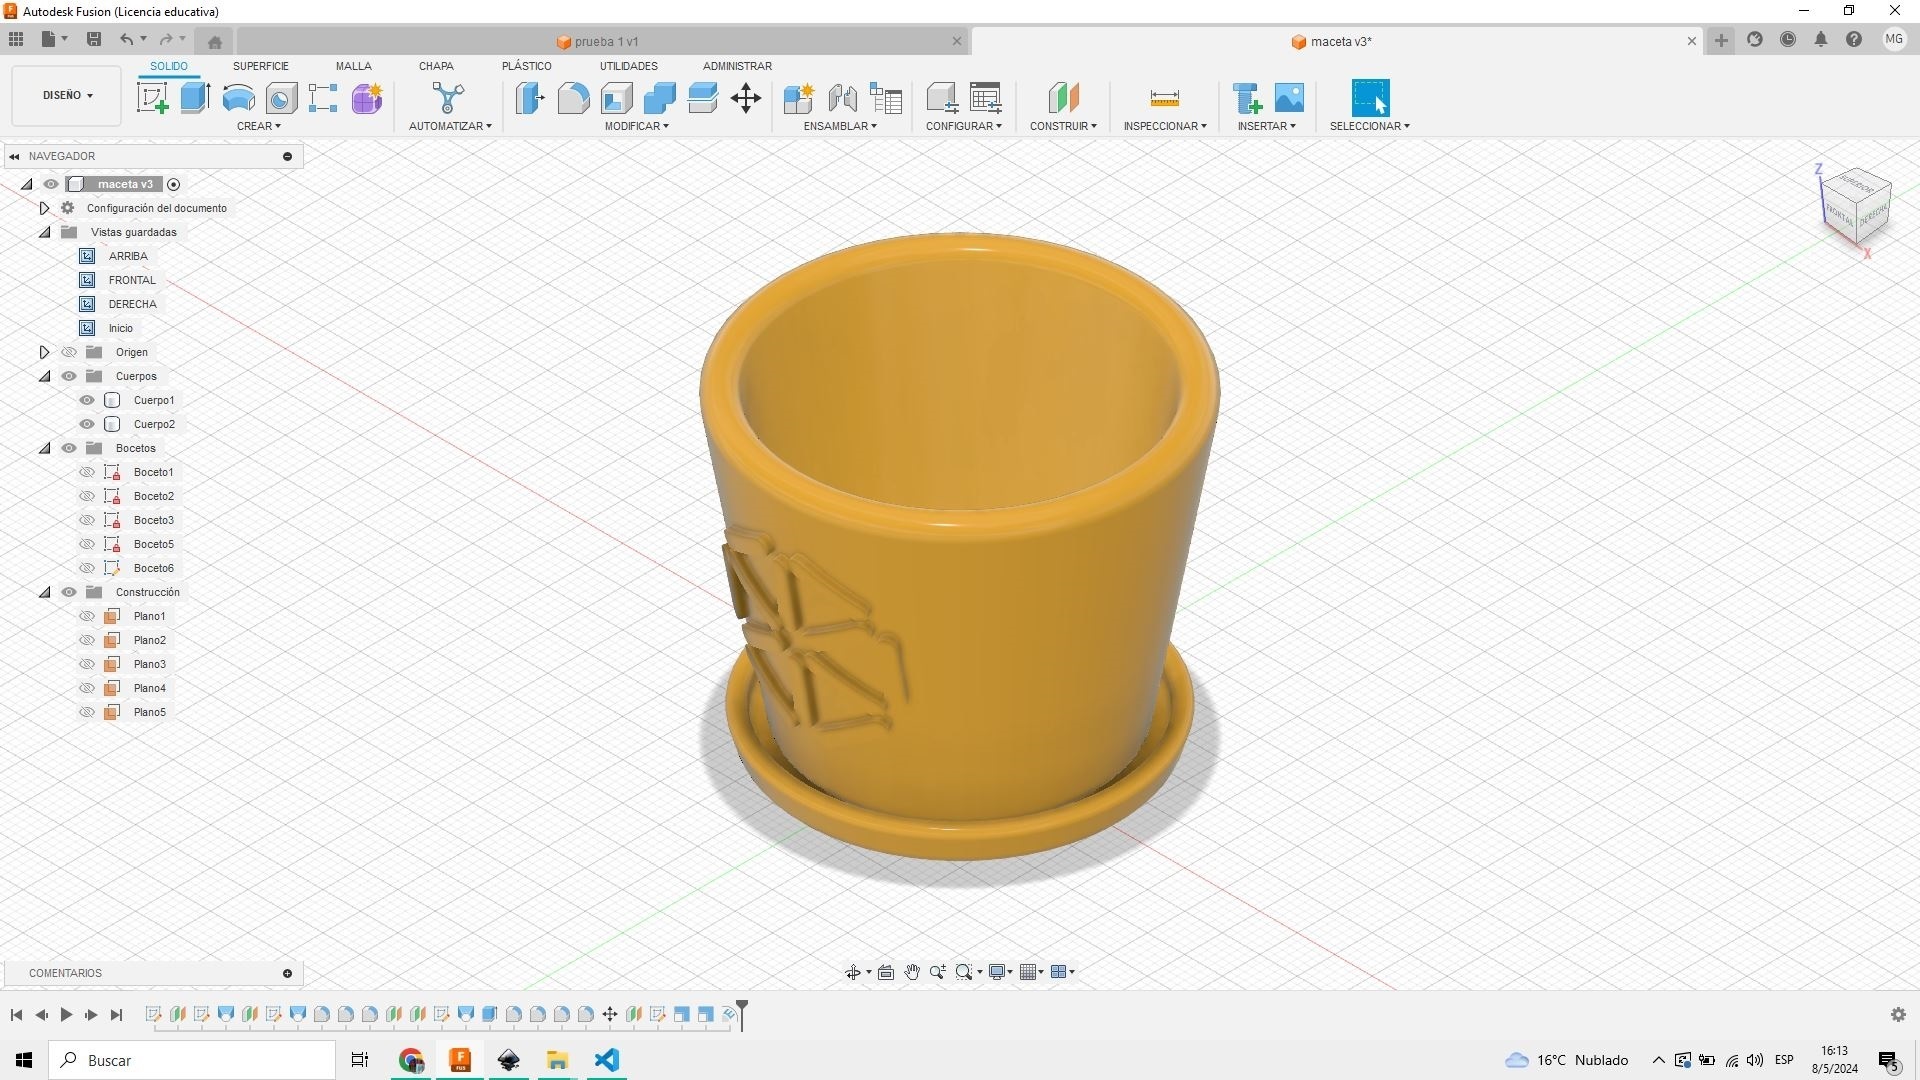 Autodesk Fusion (Licencia educativa)
prueba 1 v1
maceta v3*
MG
DISEÑO
SOLIDO
SUPERFICIE
MALLA
CHAPA
PLÁSTICO
UTILIDADES
ADMINISTRAR
CREAR
AUTOMATIZAR
MODIFICAR
ENSAMBLAR
CONFIGURAR
CONSTRUIR
INSPECCIONAR
INSERTAR
SELECCIONAR
NAVEGADOR
maceta v3
Configuración del documento
Vistas guardadas
ARRIBA
FRONTAL
DERECHA
Inicio
Origen
Cuerpos
Cuerpo1
Cuerpo2
Bocetos
Boceto1
Boceto2
Boceto3
Boceto5
Boceto6
Construcción
Plano1
Plano2
Plano3
Plano4
Plano5
Z
SUPERIOR
FRONTAL
DERECHA
X
COMENTARIOS
Buscar
16°C Nublado
ESP
16:13
8/5/2024
5